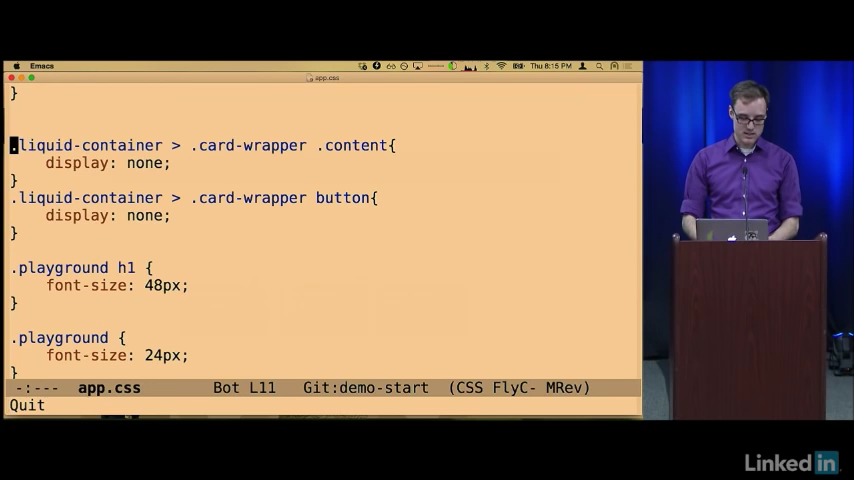 Emacs
Thu 8:15 PM
app.css
}
.liquid-container > .card-wrapper .content{
display: none;
}
.liquid-container > .card-wrapper button{
display: none;
}
.playground h1 {
font-size: 48px;
}
.playground {
font-size: 24px;
}
-:--- app.css Bot L11 Git:demo-start (CSS FlyC- MRev)
Quit
Linked in